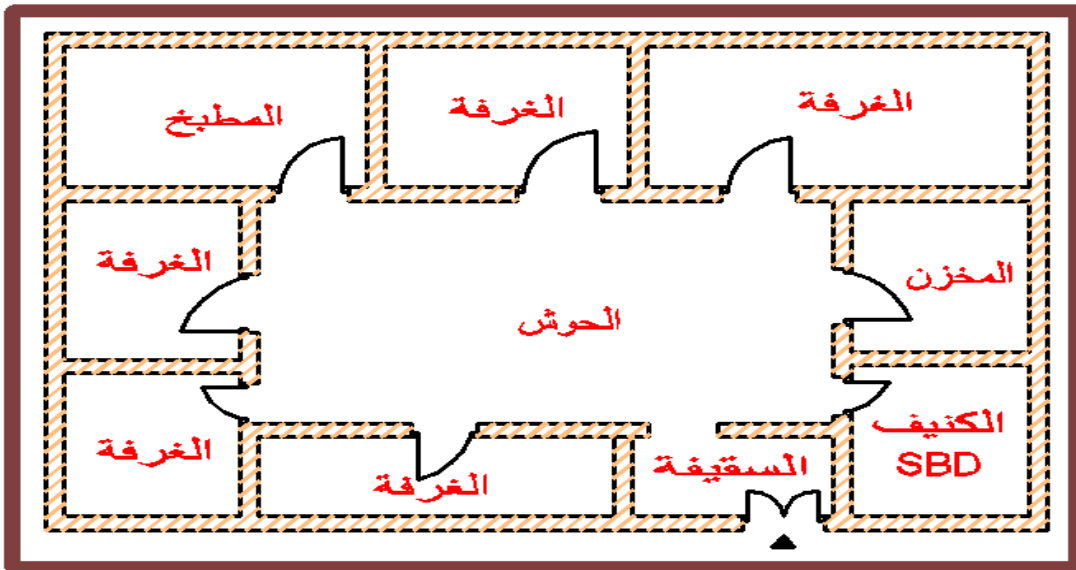 الغرفة
الغرفة
المطبخ
المخزن
الغرفة
الحوش
الكنيف
SBD
السقيفة
الغرفة
الغرفة